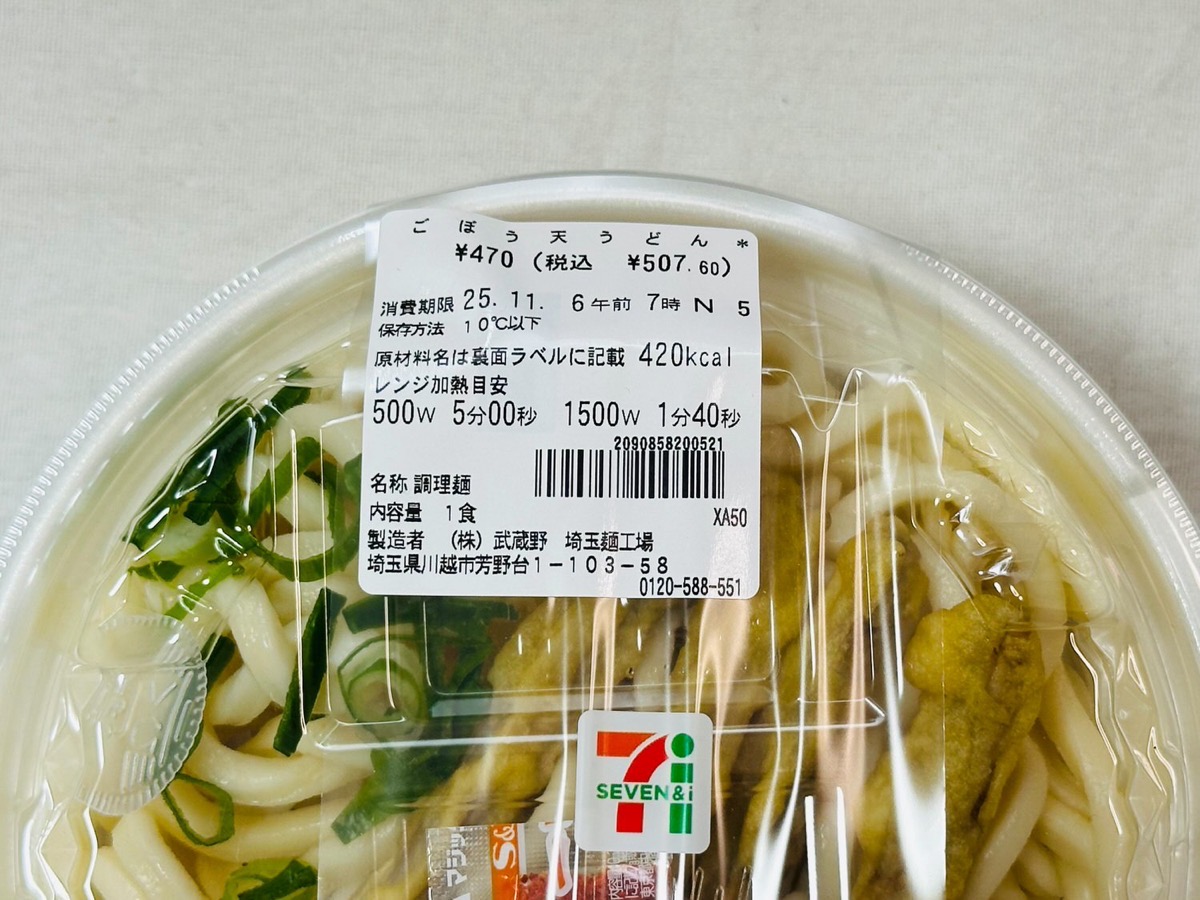 ごぼう天うどん*
¥470 (税込 ¥507.60)
消費期限 25.11. 6午前 7時 N 5
保存方法 10℃以下
原材料名は裏面ラベルに記載 420kcal
レンジ加熱目安
500W 5分00秒 1500W 1分40秒
2090858200521
名称 調理麺
内容量 1食 XA50
製造者 (株)武蔵野 埼玉麺工場
埼玉県川越市芳野台1-103-58
0120-588-551
7i
SEVEN&i
マジッ